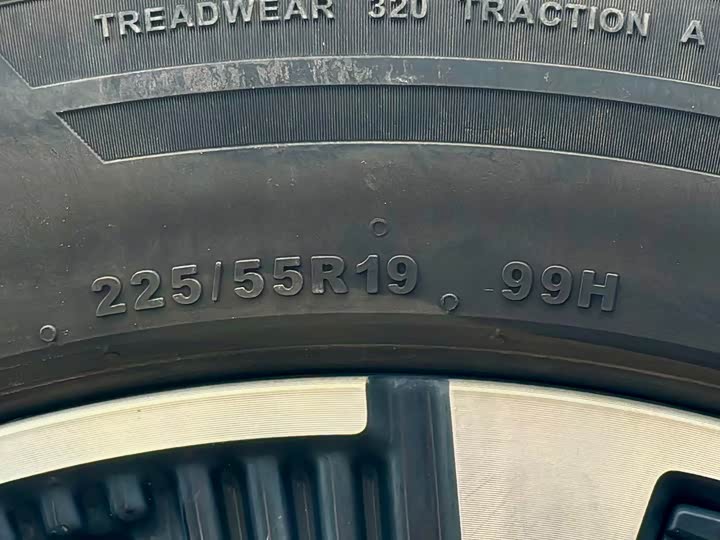 TREADWEAR 320 TRACTION A
225/55R19 99H